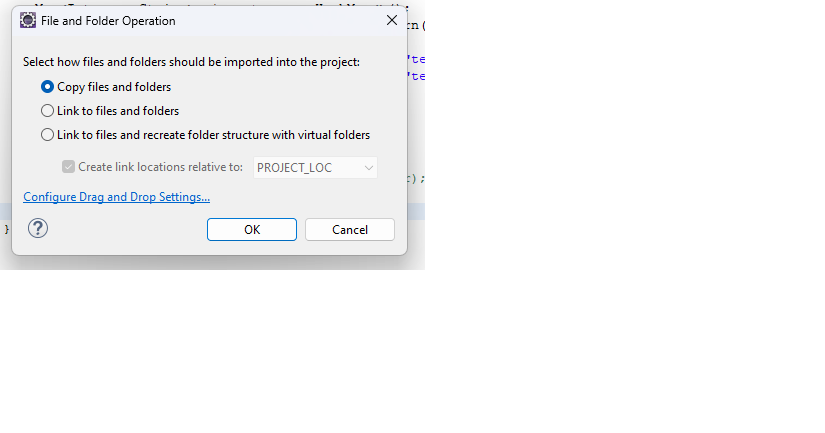 File and Folder Operation
Select how files and folders should be imported into the project:
Copy files and folders
Link to files and folders
Link to files and recreate folder structure with virtual folders
Create link locations relative to: PROJECT_LOC
Configure Drag and Drop Settings...
? OK Cancel
}